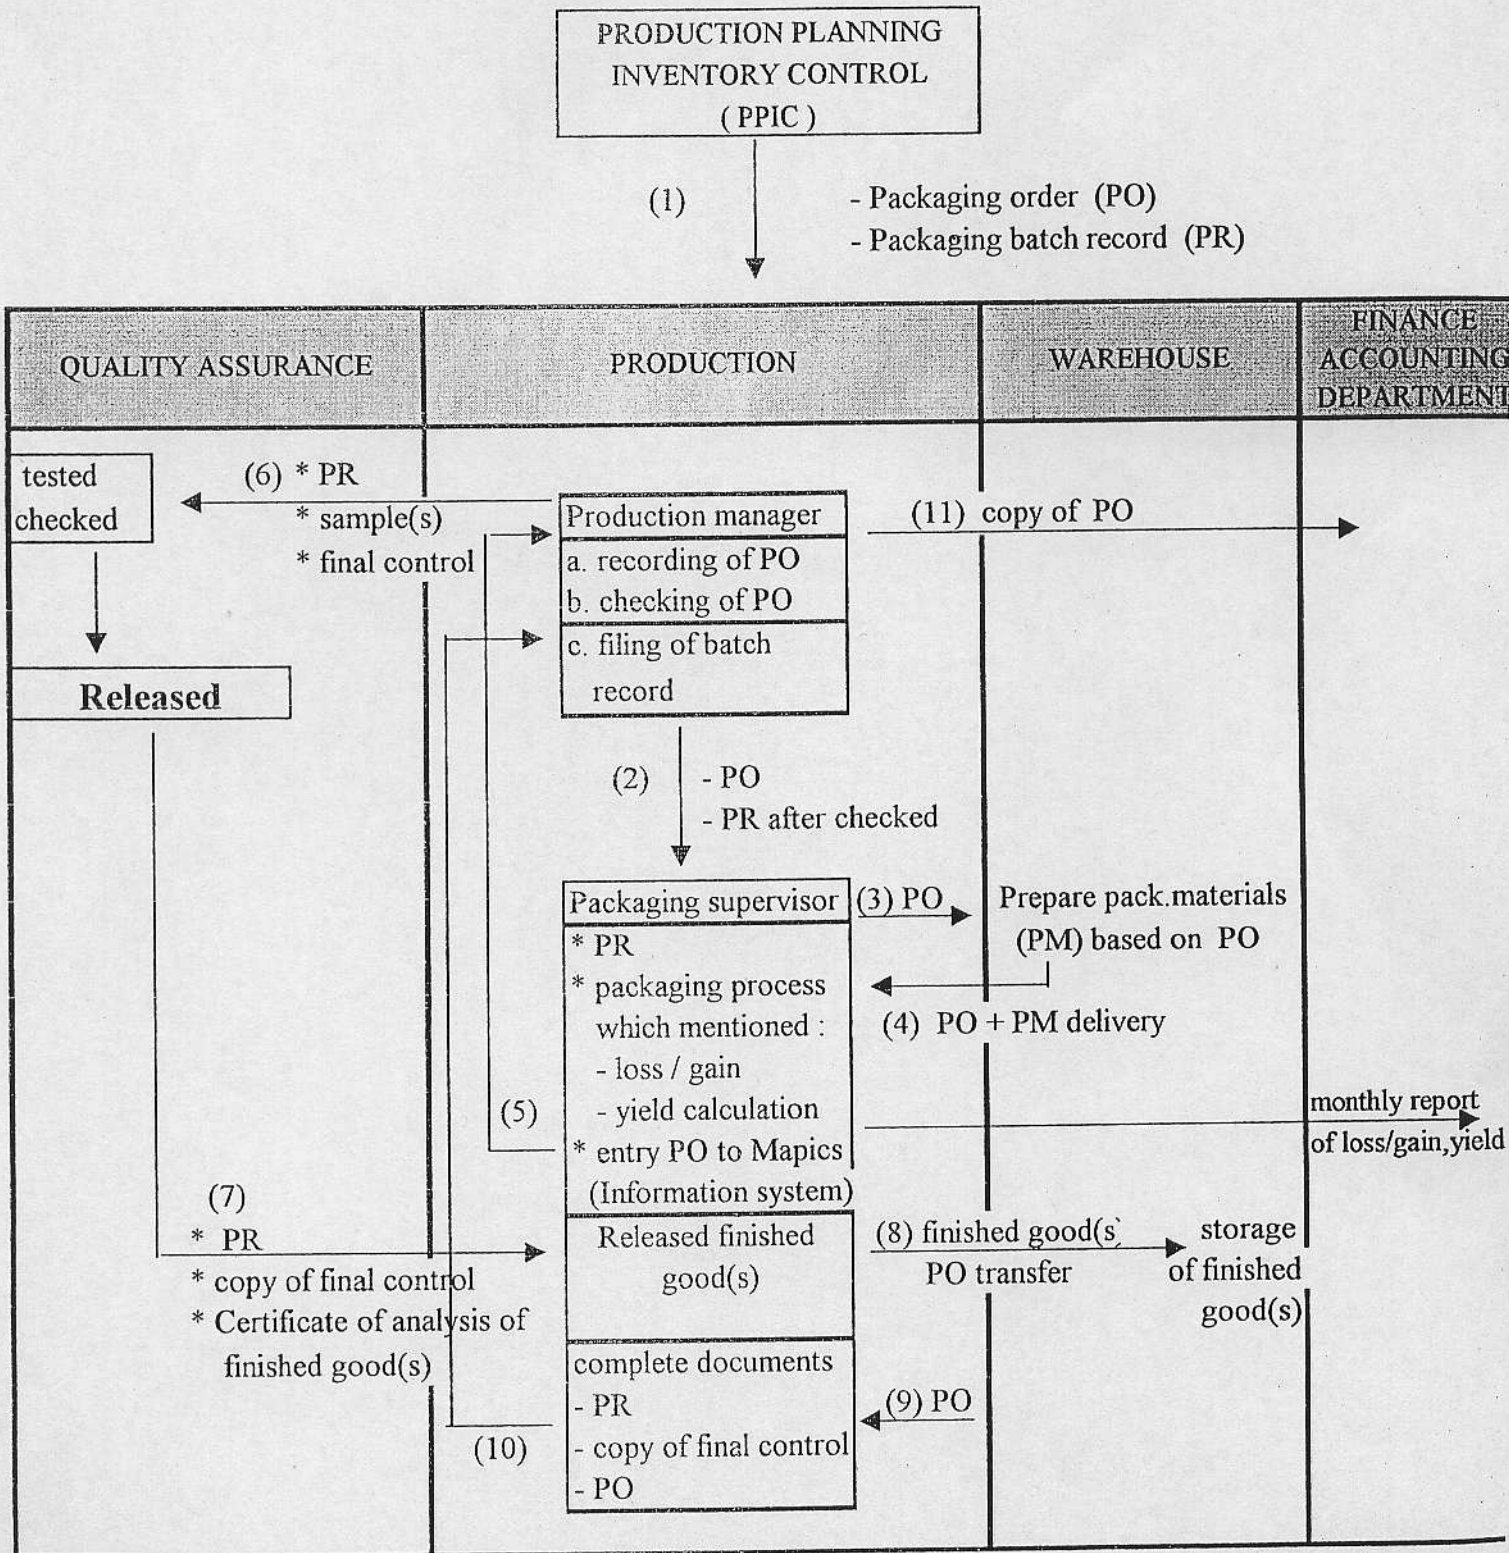 PRODUCTION PLANNING
INVENTORY CONTROL
( PPIC )
(1)
- Packaging order (PO)
- Packaging batch record (PR)
QUALITY ASSURANCE
PRODUCTION
WAREHOUSE
FINANCE
ACCOUNTING
DEPARTMENT
tested
checked
(6) * PR
* sample(s)
* final control
Released
Production manager
a. recording of PO
b. checking of PO
c. filing of batch
record
(11) copy of PO
(2)
- PO
- PR after checked
Packaging supervisor
* PR
* packaging process
which mentioned :
- loss / gain
- yield calculation
* entry PO to Mapics
(Information system)
(3) PO
Prepare pack.materials
(PM) based on PO
(4) PO + PM delivery
(5)
monthly report
of loss/gain,yield
(7)
* PR
* copy of final control
* Certificate of analysis of
finished good(s)
Released finished
good(s)
(8) finished good(s)
PO transfer
storage
of finished
good(s)
complete documents
- PR
- copy of final control
- PO
(9) PO
(10)